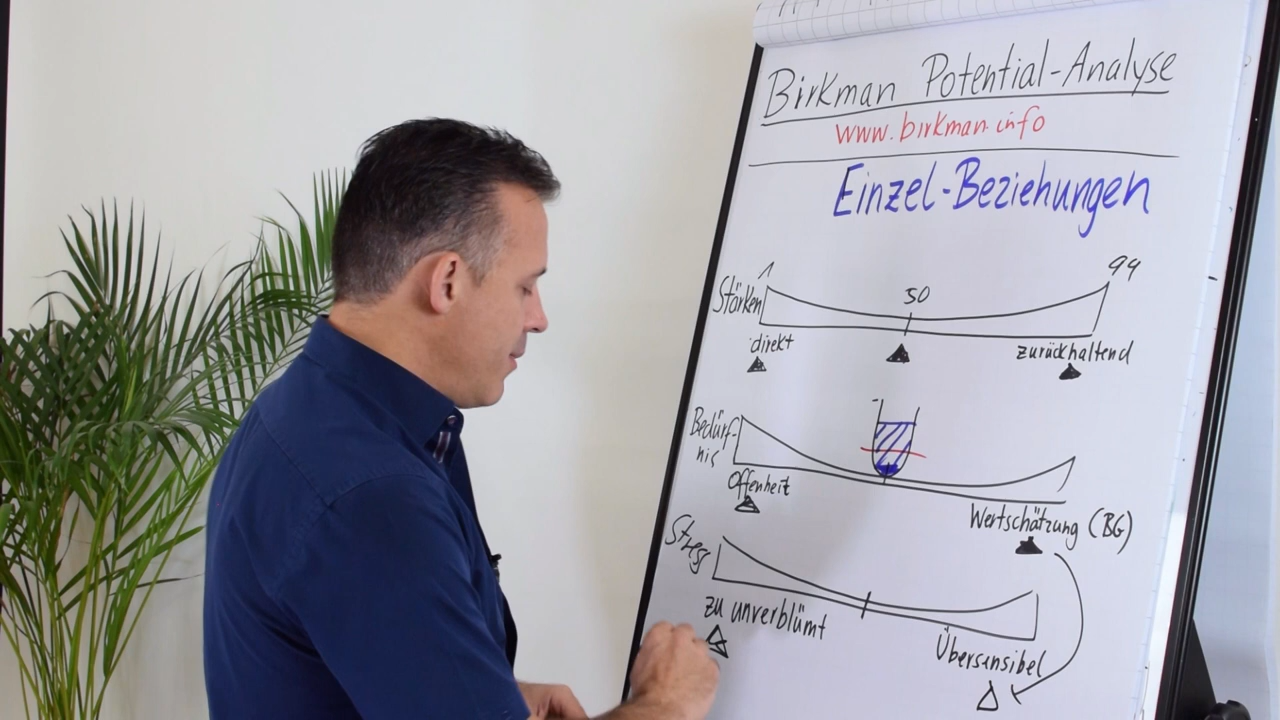 Birkman Potential-Analyse
www.birkman.info
Einzel-Beziehungen
1
99
Stärken
50
direkt
zurückhaltend
Bedürf-
nis
Offenheit
Wertschätzung (BG)
Stress
zu unverblümt
Übersensibel